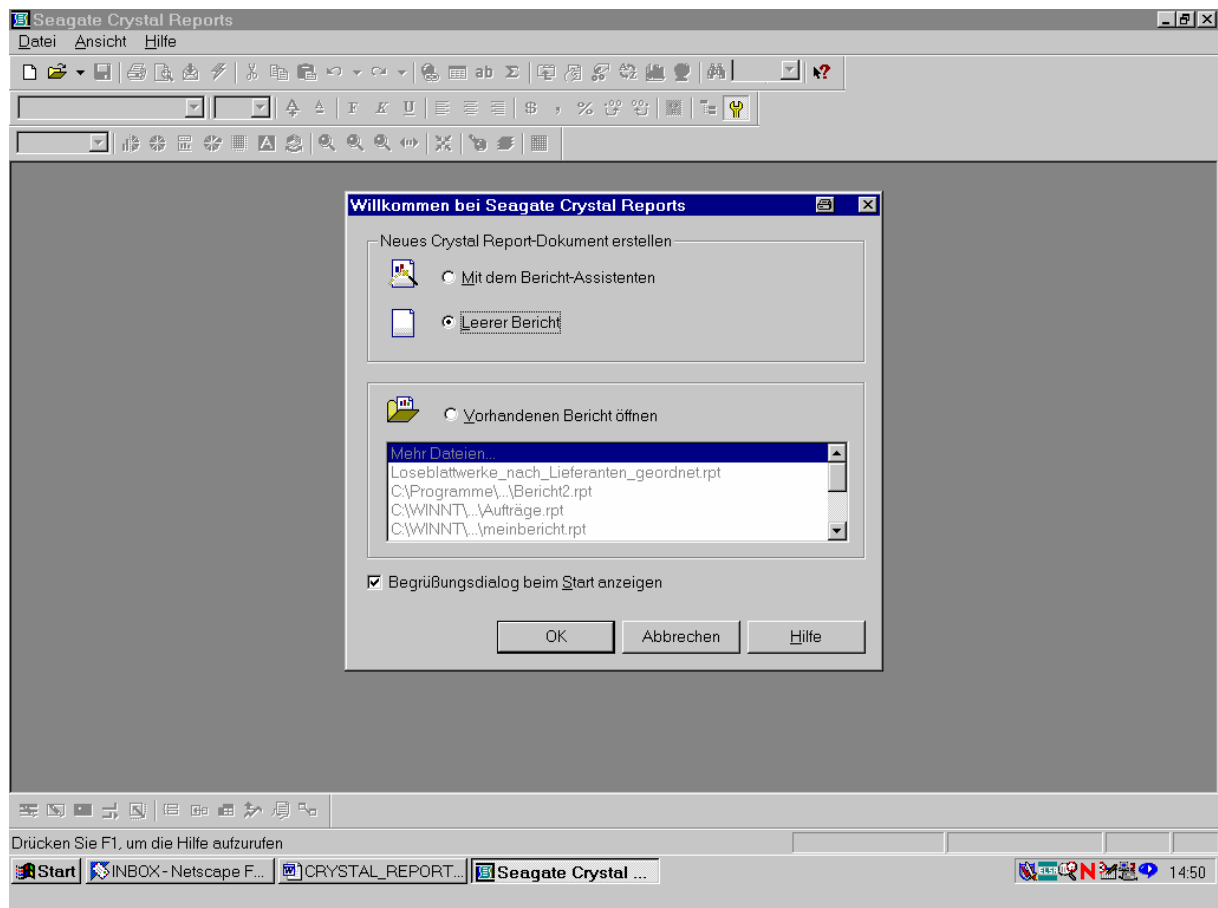 Seagate Crystal Reports
Datei Ansicht Hilfe
ab Σ
F K U
Willkommen bei Seagate Crystal Reports
Neues Crystal Report-Dokument erstellen
Mit dem Bericht-Assistenten
Leerer Bericht
Vorhandenen Bericht öffnen
Mehr Dateien...
Loseblattwerke_nach_Lieferanten_geordnet.rpt
C:\Programme\...\Bericht2.rpt
C:\WINNT\...\Aufträge.rpt
C:\WINNT\...\meinbericht.rpt
Begrüßungsdialog beim Start anzeigen
OK Abbrechen Hilfe
Drücken Sie F1, um die Hilfe aufzurufen
Start INBOX - Netscape F... CRYSTAL_REPORT... Seagate Crystal ... 14:50